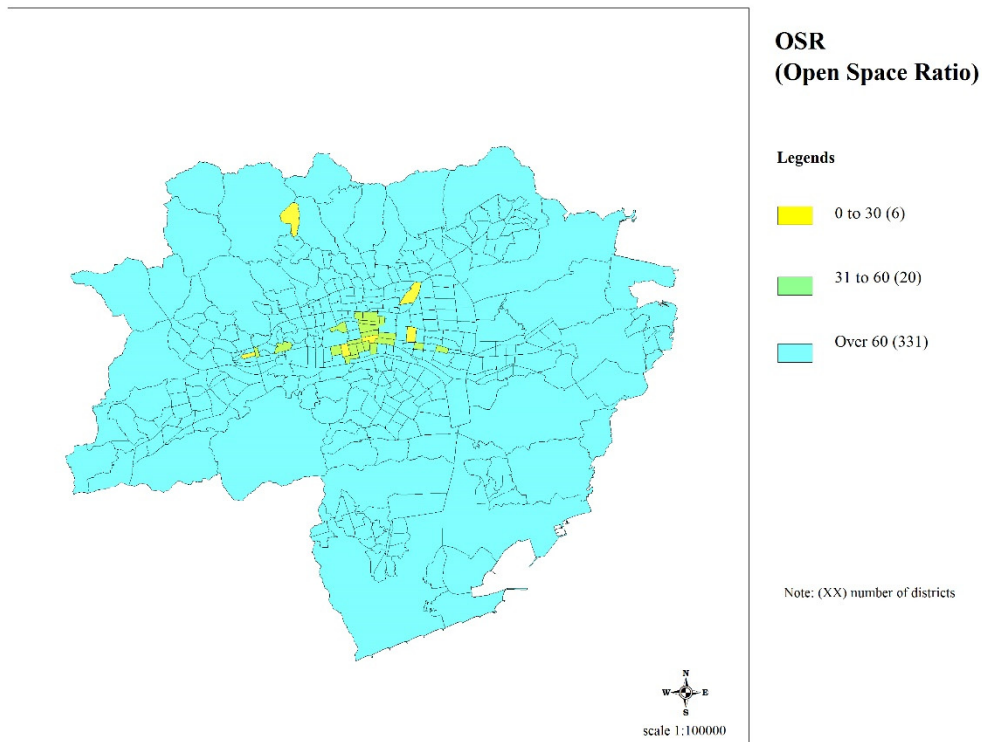 OSR
(Open Space Ratio)
Legends
0 to 30 (6)
31 to 60 (20)
Over 60 (331)
Note: (XX) number of districts
N
W E
S
scale 1:100000